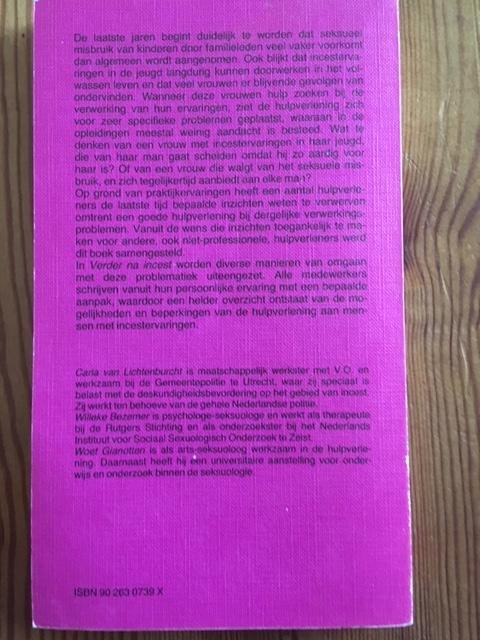 De laatste jaren begint duidelijk te worden dat seksueel
misbruik van kinderen door familieleden veel vaker voorkomt
dan algemeen wordt aangenomen. Ook blijkt dat incesterva-
ringen in de jeugd langdurig kunnen doorwerken in het vol-
wassen leven en dat veel vrouwen er blijvende gevolgen van
ondervinden. Wanneer deze vrouwen hulp zoeken bij de
verwerking van hun ervaringen, ziet de hulpverlening zich
voor zeer specifieke problemen geplaatst, waaraan in de
opleidingen meestal weinig aandacht is besteed. Wat te
denken van een vrouw met incestervaringen in haar jeugd,
die van haar man gaat scheiden omdat hij zo aardig voor
haar is? Of van een vrouw die walgt van het seksuele mis-
bruik, en zich tegelijkertijd aanbiedt aan elke man?
Op grond van praktijkervaringen heeft een aantal hulpverle-
ners de laatste tijd bepaalde inzichten weten te verwerven
omtrent een goede hulpverlening bij dergelijke verwerkings-
problemen. Vanuit de wens die inzichten toegankelijk te ma-
ken voor andere, ook niet-professionele, hulpverleners werd
dit boek samengesteld.
In Verder na incest worden diverse manieren van omgaan
met deze problematiek uiteengezet. Alle medewerkers
schrijven vanuit hun persoonlijke ervaring met een bepaalde
aanpak, waardoor een helder overzicht ontstaat van de mo-
gelijkheden en beperkingen van de hulpverlening aan men-
sen met incestervaringen.
Carla van Lichtenburcht is maatschappelijk werkster met V.O. en
werkzaam bij de Gemeentepolitie te Utrecht, waar zij speciaal is
belast met de deskundigheidsbevordering op het gebied van incest.
Zij werkt ten behoeve van de gehele Nederlandse politie.
Willeke Bezemer is psychologe-seksuologe en werkt als therapeute
bij de Rutgers Stichting en als onderzoekster bij het Nederlands
Instituut voor Sociaal Sexuologisch Onderzoek te Zeist.
Woet Gianotten is als arts-seksuoloog werkzaam in de hulpverle-
ning. Daarnaast heeft hij een universitaire aanstelling voor onder-
wijs en onderzoek binnen de seksuologie.
ISBN 90 263 0739 X